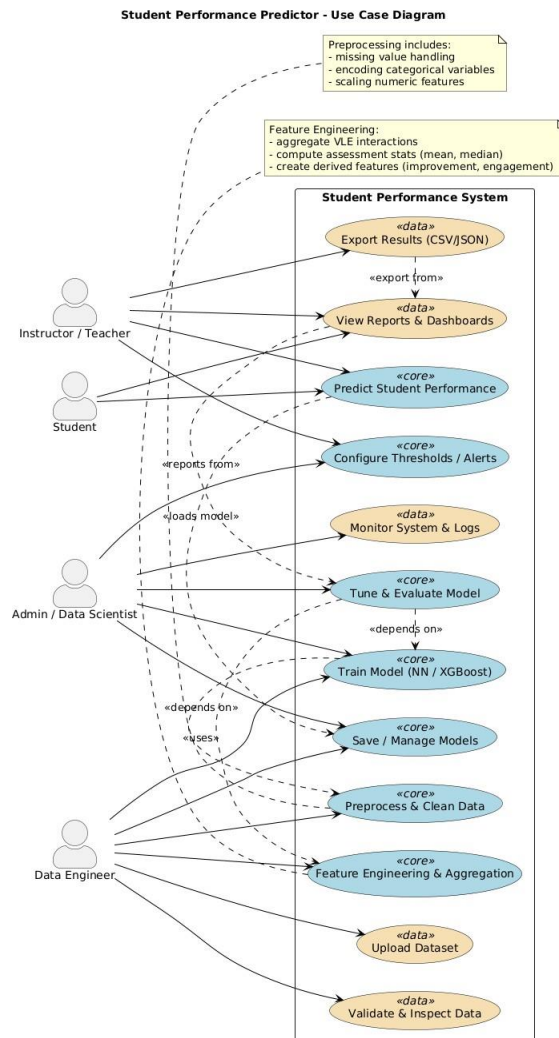 Student Performance Predictor - Use Case Diagram
Preprocessing includes:
- missing value handling
- encoding categorical variables
- scaling numeric features
Feature Engineering:
- aggregate VLE interactions
- compute assessment stats (mean, median)
- create derived features (improvement, engagement)
Student Performance System
«data»
Export Results (CSV/JSON)
«export from»
«data»
View Reports & Dashboards
Instructor / Teacher
«core»
Predict Student Performance
Student
«core»
Configure Thresholds / Alerts
«reports from»
«loads model»
«data»
Monitor System & Logs
«core»
Tune & Evaluate Model
Admin / Data Scientist
«depends on»
«core»
Train Model (NN / XGBoost)
«depends on»
«core»
Save / Manage Models
«uses»
«core»
Preprocess & Clean Data
«core»
Feature Engineering & Aggregation
Data Engineer
«data»
Upload Dataset
«data»
Validate & Inspect Data